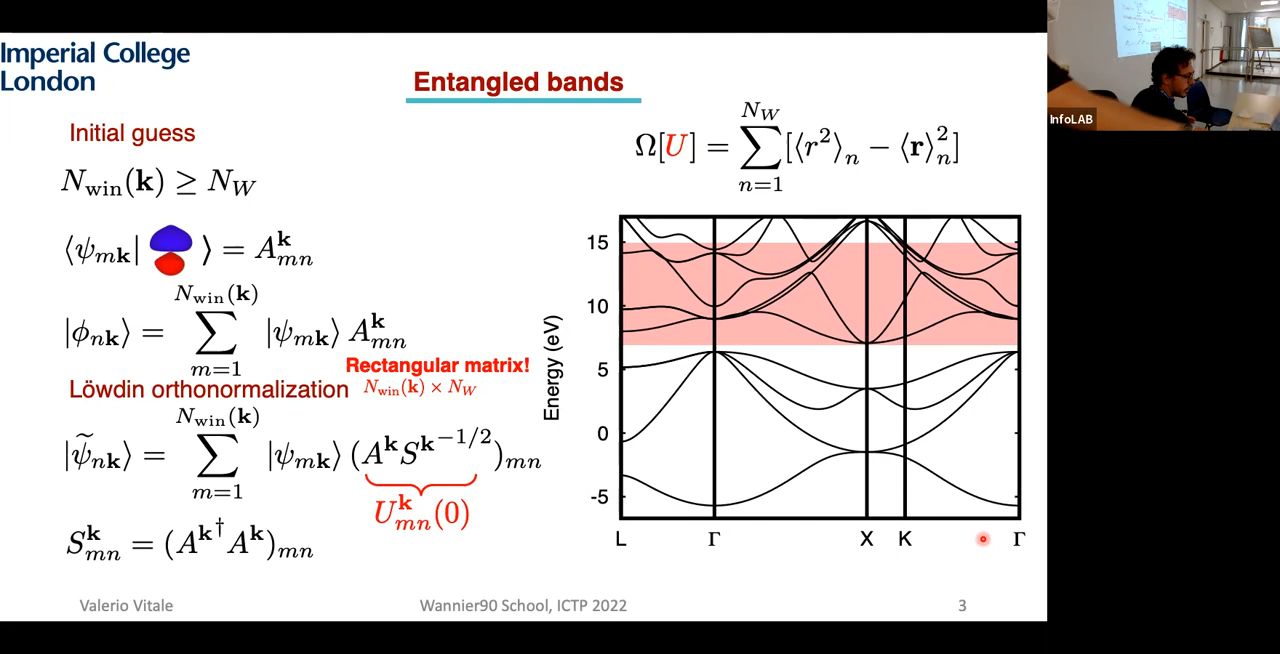 Imperial College
London
Entangled bands
Initial guess
N_win(k) ≥ N_W
⟨ψ_mk| ⟩ = A^k_mn
|φ_nk⟩ = ∑_{m=1}^{N_win(k)} |ψ_mk⟩ A^k_mn
Rectangular matrix!
N_win(k) × N_W
Löwdin orthonormalization
|ψ̃_nk⟩ = ∑_{m=1}^{N_win(k)} |ψ_mk⟩ (A^k S^{k -1/2})_mn
U^k_mn(0)
S^k_mn = (A^{k†} A^k)_mn
Ω[U] = ∑_{n=1}^{N_W} [⟨r²⟩_n − ⟨r⟩²_n]
Energy (eV)
15
10
5
0
-5
L Γ X K Γ
Valerio Vitale Wannier90 School, ICTP 2022 3
InfoLAB